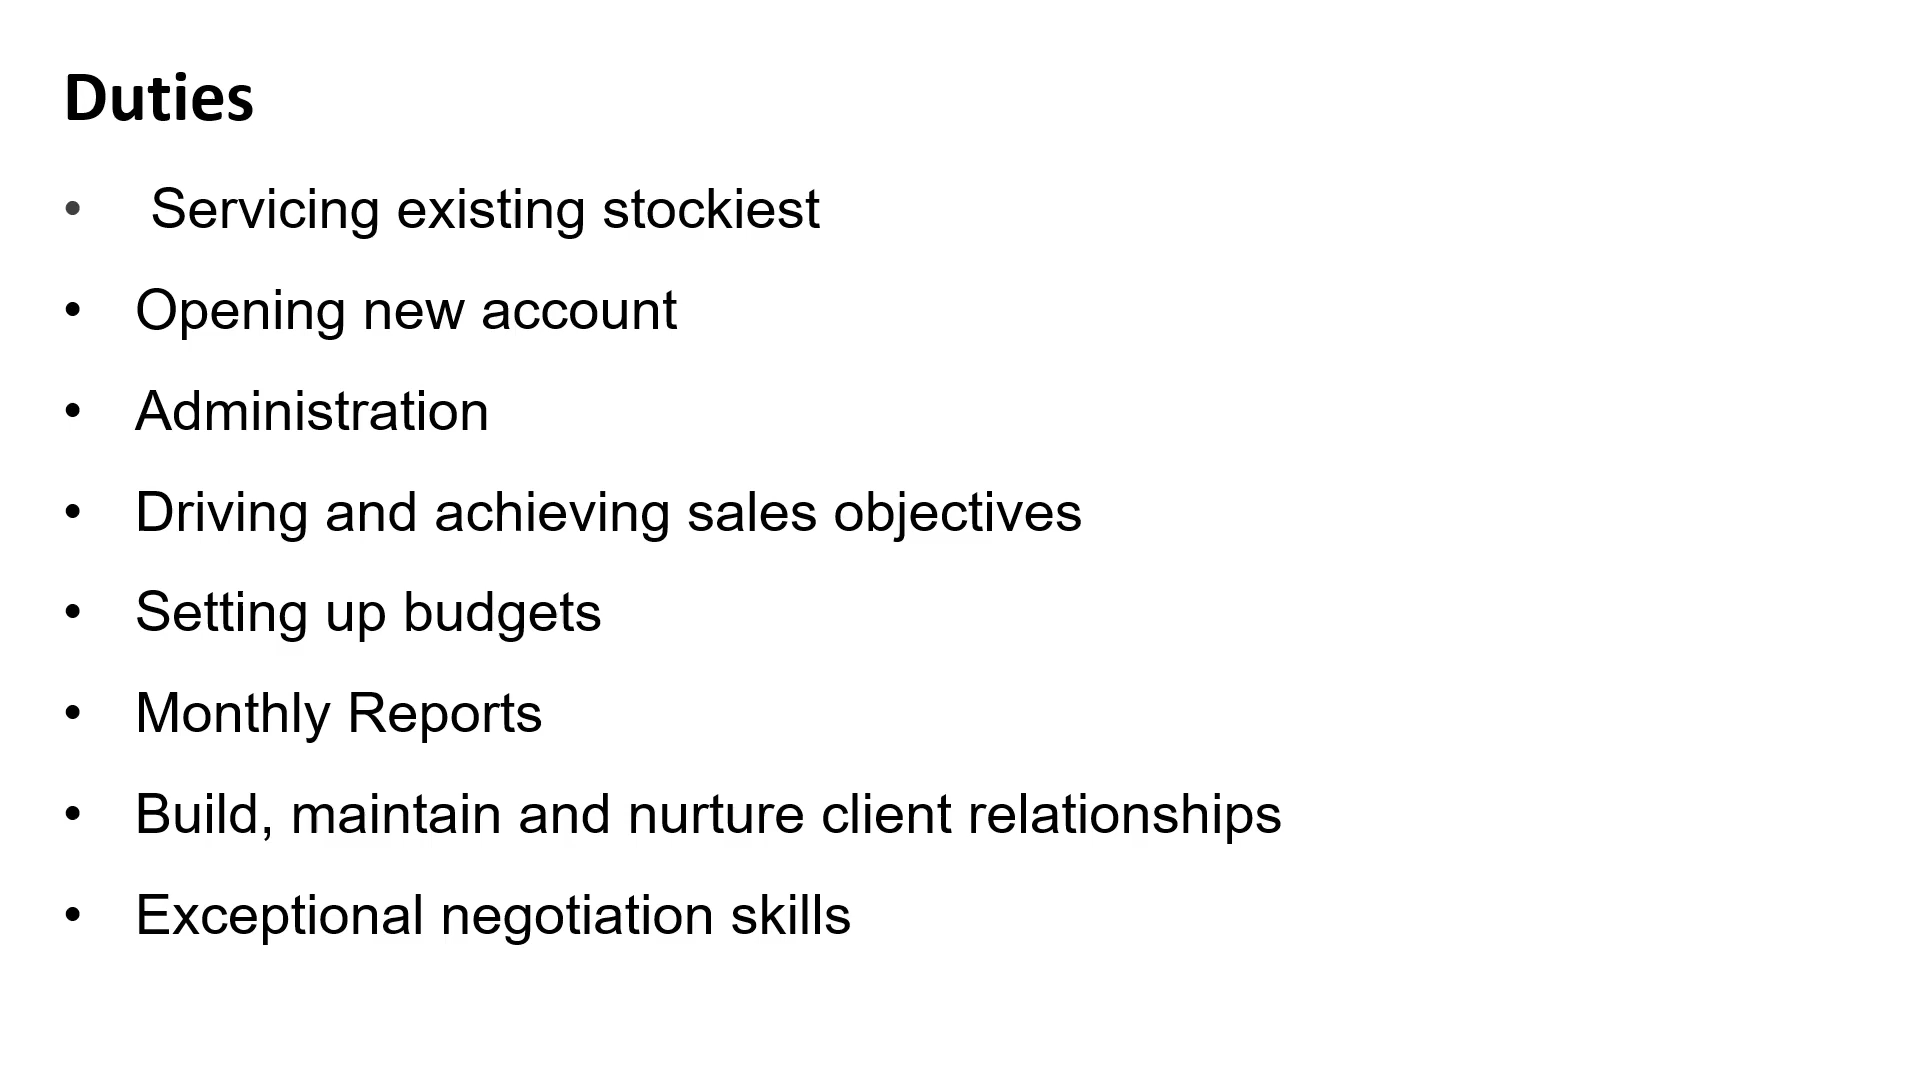 Duties
• Servicing existing stockiest
• Opening new account
• Administration
• Driving and achieving sales objectives
• Setting up budgets
• Monthly Reports
• Build, maintain and nurture client relationships
• Exceptional negotiation skills